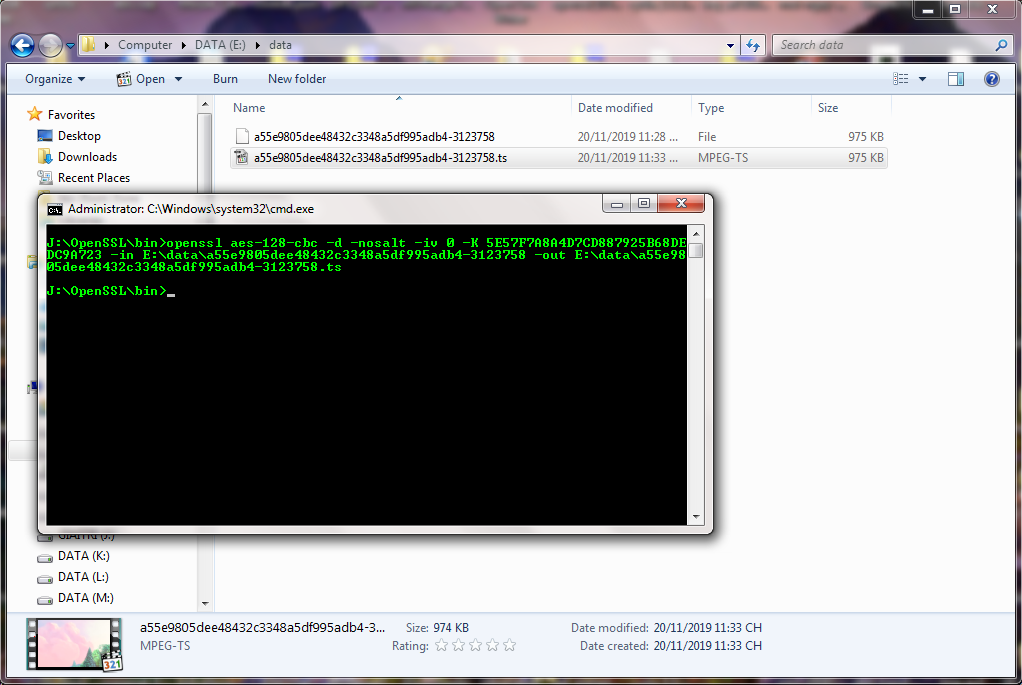 Computer DATA (E:) data
Search data
Organize Open Burn New folder
Name Date modified Type Size
Favorites
Desktop
Downloads
Recent Places
a55e9805dee48432c3348a5df995adb4-3123758 20/11/2019 11:28 ... File 975 KB
a55e9805dee48432c3348a5df995adb4-3123758.ts 20/11/2019 11:33 ... MPEG-TS 975 KB
Administrator: C:\Windows\system32\cmd.exe
J:\OpenSSL\bin>openssl aes-128-cbc -d -nosalt -iv 0 -K 5E57F7A8A4D7CD887925B68DE
DC9A723 -in E:\data\a55e9805dee48432c3348a5df995adb4-3123758 -out E:\data\a55e98
05dee48432c3348a5df995adb4-3123758.ts
J:\OpenSSL\bin>_
DATA (K:)
DATA (L:)
DATA (M:)
a55e9805dee48432c3348a5df995adb4-3... Size: 974 KB Date modified: 20/11/2019 11:33 CH
MPEG-TS Rating: Date created: 20/11/2019 11:33 CH
321